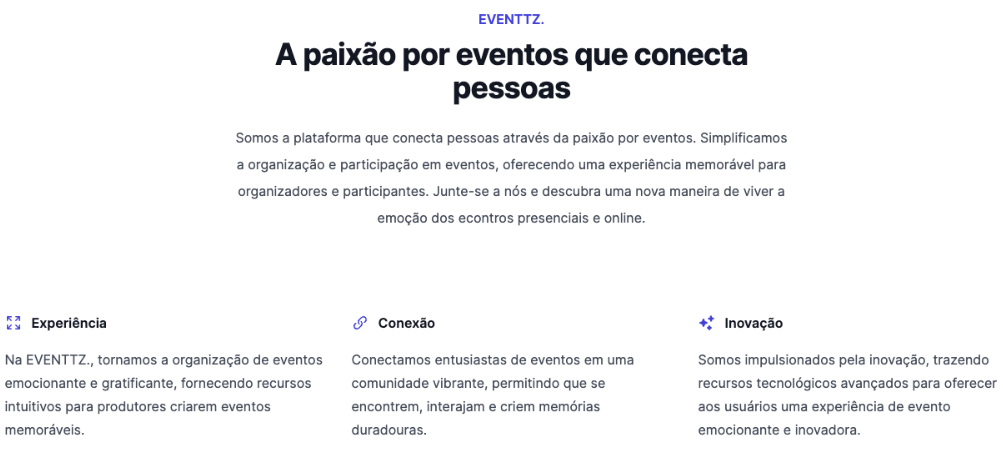 EVENTTZ.
A paixão por eventos que conecta
pessoas
Somos a plataforma que conecta pessoas através da paixão por eventos. Simplificamos
a organização e participação em eventos, oferecendo uma experiência memorável para
organizadores e participantes. Junte-se a nós e descubra uma nova maneira de viver a
emoção dos econtros presenciais e online.
Experiência
Na EVENTTZ., tornamos a organização de eventos
emocionante e gratificante, fornecendo recursos
intuitivos para produtores criarem eventos
memoráveis.
Conexão
Conectamos entusiastas de eventos em uma
comunidade vibrante, permitindo que se
encontrem, interajam e criem memórias
duradouras.
Inovação
Somos impulsionados pela inovação, trazendo
recursos tecnológicos avançados para oferecer
aos usuários uma experiência de evento
emocionante e inovadora.